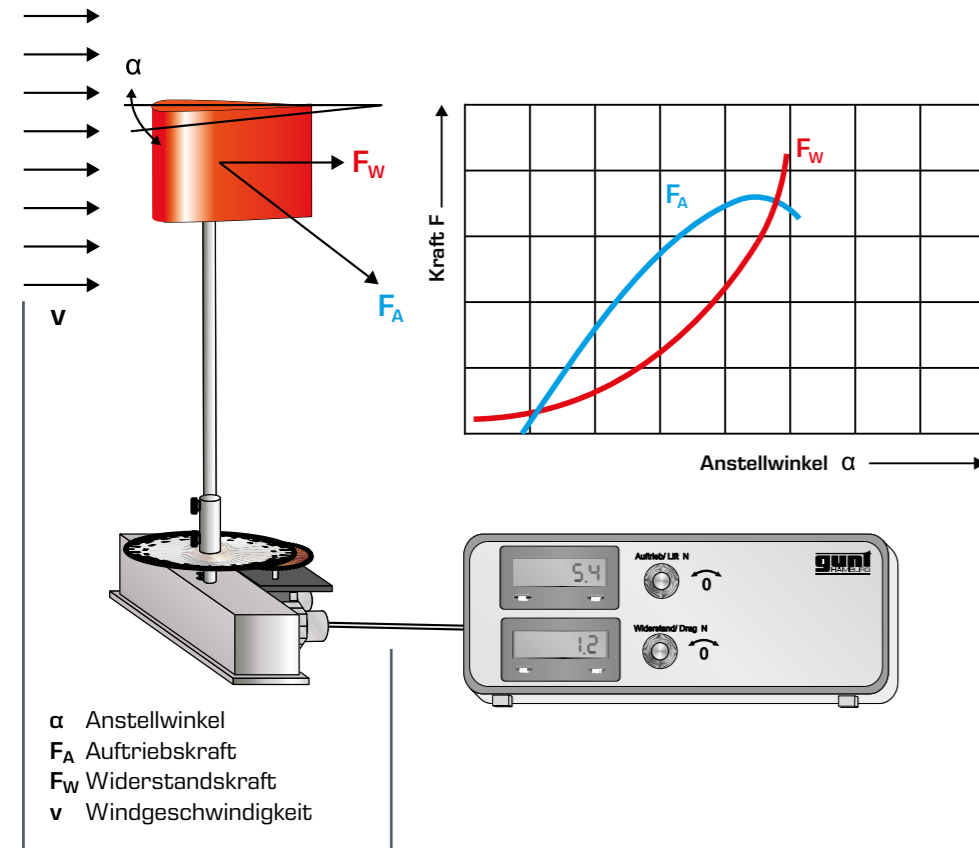 α
F_W
F_A
v
Kraft F
F_A
F_W
Anstellwinkel α
5.4
Auftrieb/ Lift N
0
gunt
HAMBURG
1.2
Widerstand/ Drag N
0
α Anstellwinkel
F_A Auftriebskraft
F_W Widerstandskraft
v Windgeschwindigkeit